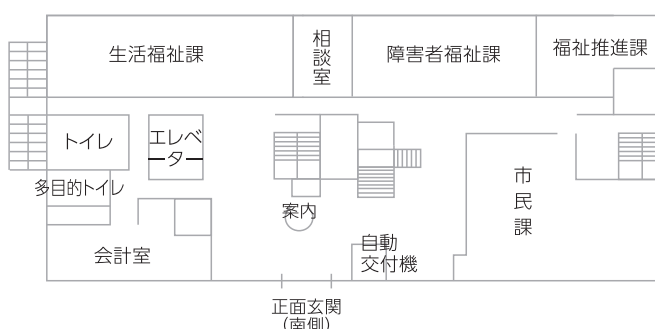 生活福祉課
相談室
障害者福祉課
福祉推進課
トイレ
エレベ
ーター
多目的トイレ
会計室
案内
自動
交付機
市民課
正面玄関
(南側)